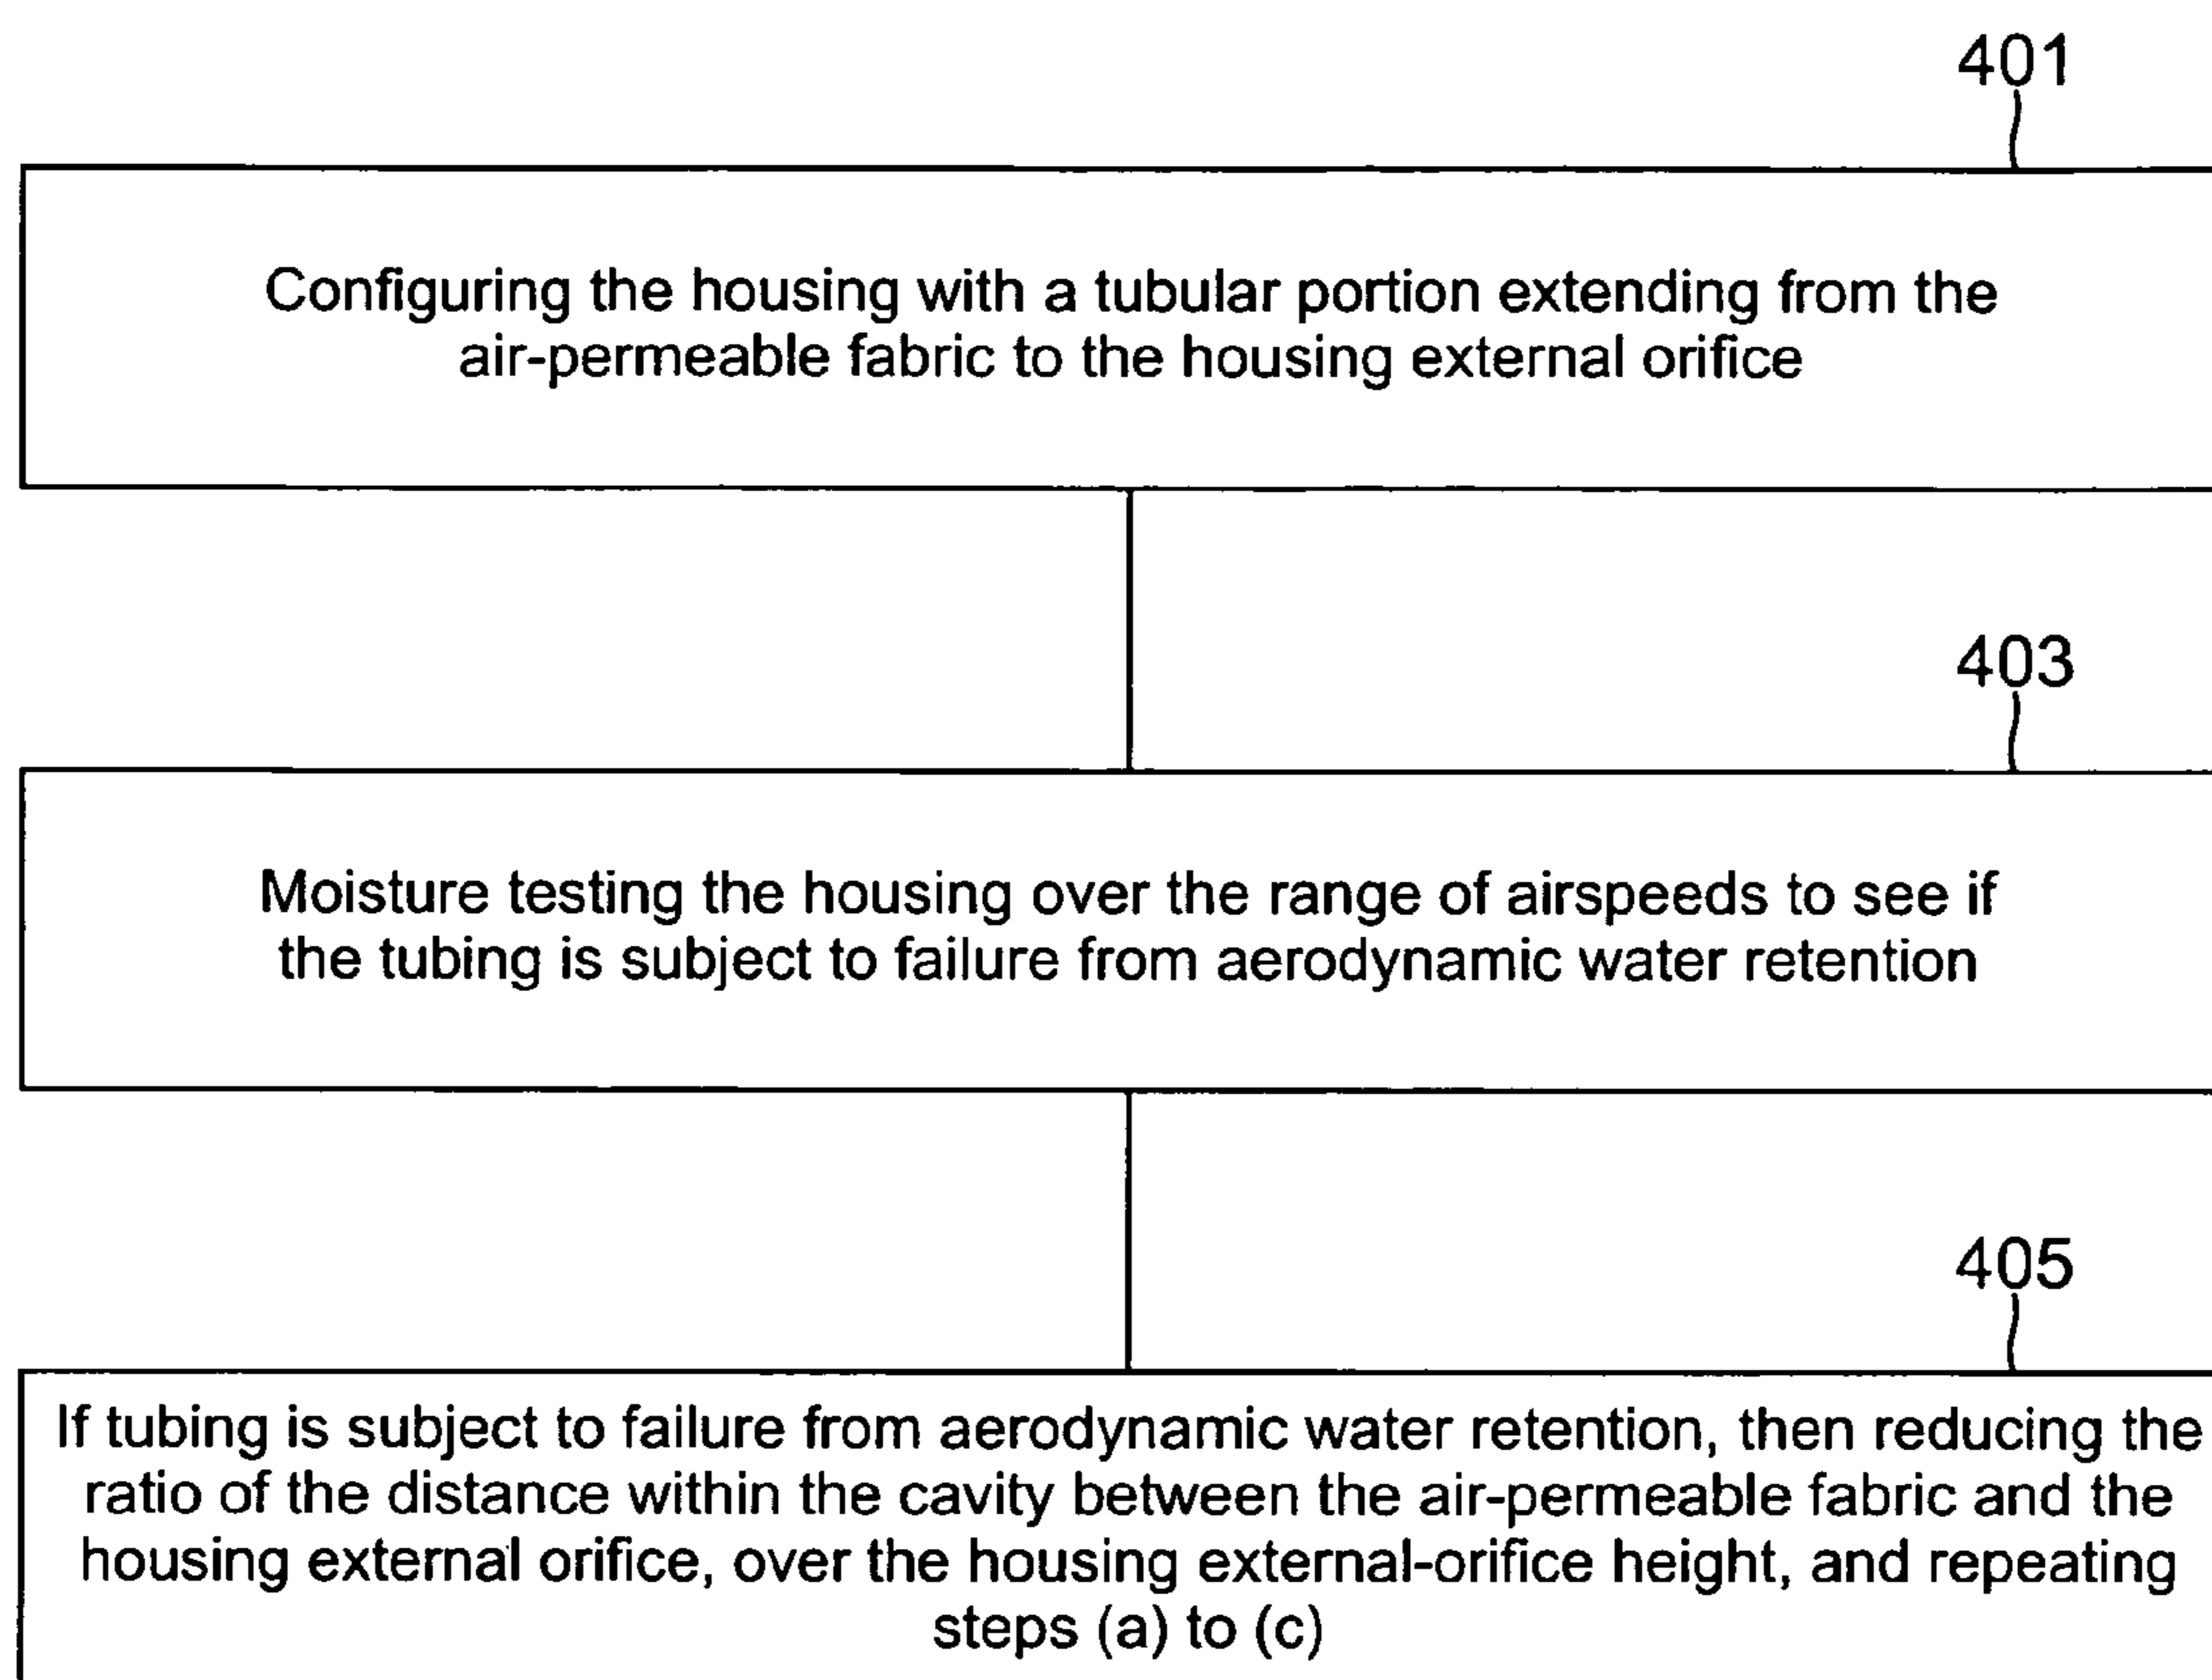 401
Configuring the housing with a tubular portion extending from the
air-permeable fabric to the housing external orifice
403
Moisture testing the housing over the range of airspeeds to see if
the tubing is subject to failure from aerodynamic water retention
405
If tubing is subject to failure from aerodynamic water retention, then reducing the
ratio of the distance within the cavity between the air-permeable fabric and the
housing external orifice, over the housing external-orifice height, and repeating
steps (a) to (c)